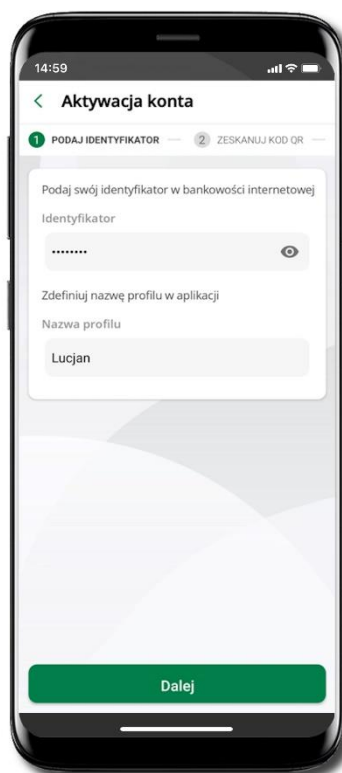 14:59
Aktywacja konta
1 PODAJ IDENTYFIKATOR 2 ZESKANUJ KOD QR
Podaj swój identyfikator w bankowości internetowej
Identyfikator
••••••••
Zdefiniuj nazwę profilu w aplikacji
Nazwa profilu
Lucjan
Dalej